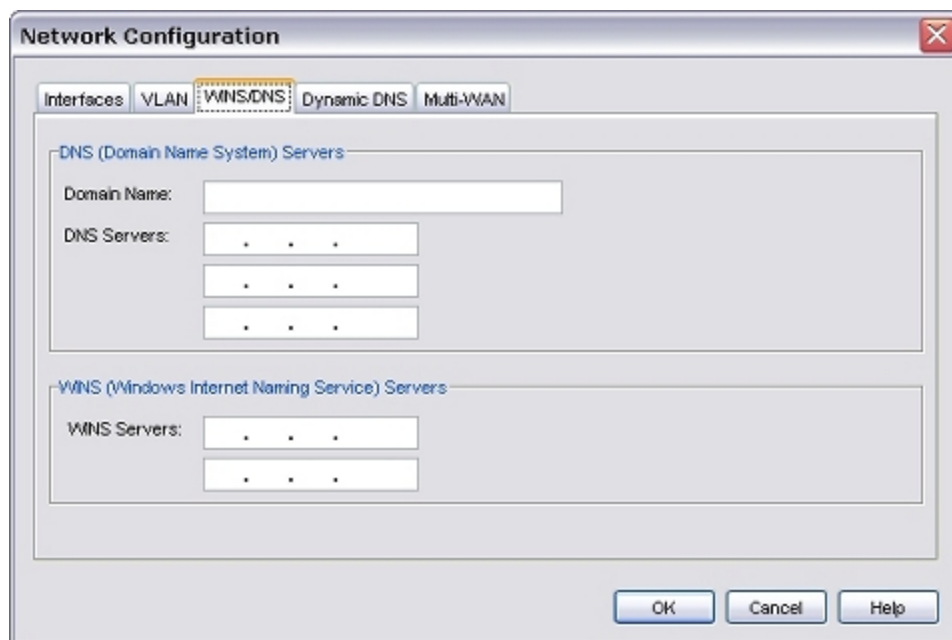 Network Configuration
Interfaces VLAN WINS/DNS Dynamic DNS Multi-WAN
DNS (Domain Name System) Servers
Domain Name:
DNS Servers: . . .
. . .
. . .
WINS (Windows Internet Naming Service) Servers
WINS Servers: . . .
. . .
OK Cancel Help